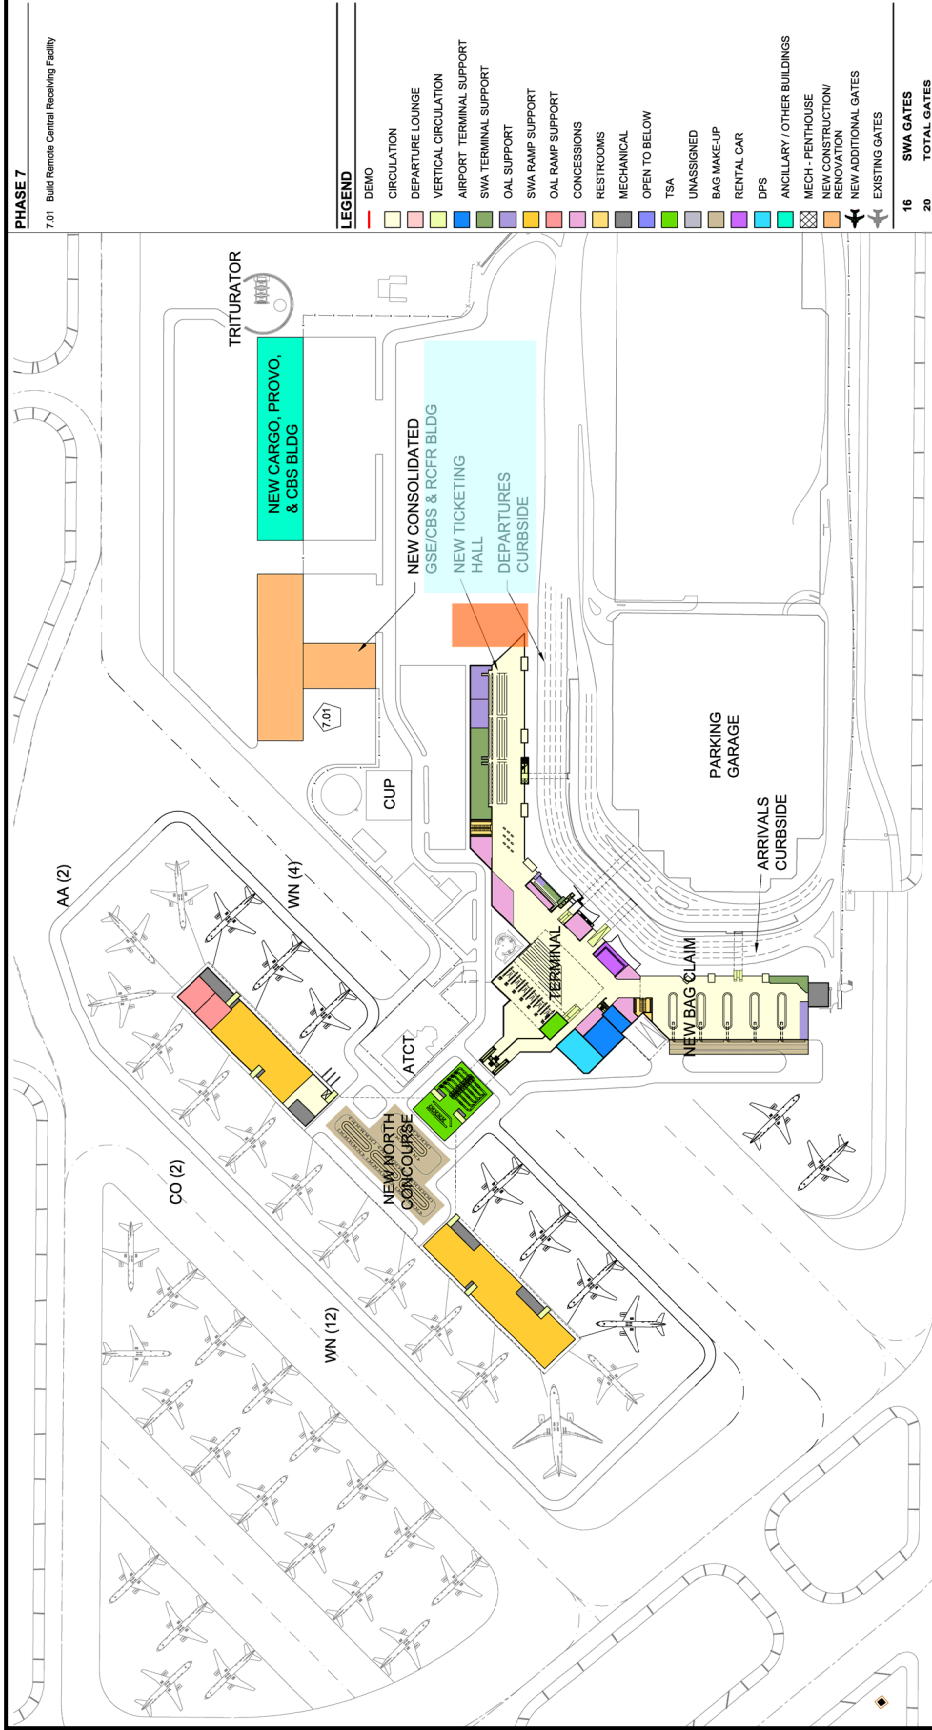 PHASE 7
7.01 Build Remote Central Receiving Facility
LEGEND
DEMO
CIRCULATION
DEPARTURE LOUNGE
VERTICAL CIRCULATION
AIRPORT TERMINAL SUPPORT
SWA TERMINAL SUPPORT
OAL SUPPORT
SWA RAMP SUPPORT
OAL RAMP SUPPORT
CONCESSIONS
RESTROOMS
MECHANICAL
OPEN TO BELOW
TSA
UNASSIGNED
BAG MAKE-UP
RENTAL CAR
DPS
ANCILLARY / OTHER BUILDINGS
MECH - PENTHOUSE
NEW CONSTRUCTION/
RENOVATION
NEW ADDITIONAL GATES
EXISTING GATES
16 SWA GATES
20 TOTAL GATES
TRITURATOR
NEW CARGO, PROVO,
& CBS BLDG
NEW CONSOLIDATED
GSE/CBS & RCFR BLDG
NEW TICKETING
HALL
DEPARTURES
CURBSIDE
7.01
CUP
PARKING
GARAGE
ARRIVALS
CURBSIDE
AA (2)
WN (4)
TERMINAL
NEW BAG CLAIM
ATCT
NEW NORTH
CONCOURSE
CO (2)
WN (12)